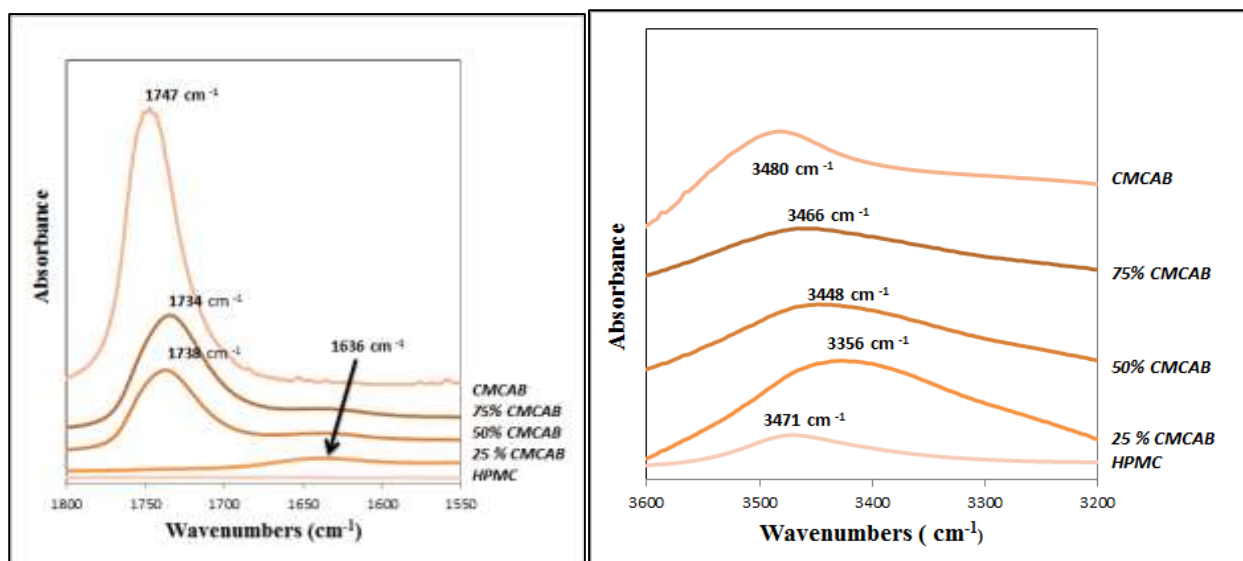 1747 cm⁻¹
1734 cm⁻¹
1738 cm⁻¹
1636 cm⁻¹
Absorbance
CMCAB
75% CMCAB
50% CMCAB
25 % CMCAB
HPMC
1800 1750 1700 1650 1600 1550
Wavenumbers (cm⁻¹)
3480 cm⁻¹
3466 cm⁻¹
3448 cm⁻¹
3356 cm⁻¹
3471 cm⁻¹
Absorbance
CMCAB
75% CMCAB
50% CMCAB
25 % CMCAB
HPMC
3600 3500 3400 3300 3200
Wavenumbers ( cm⁻¹)